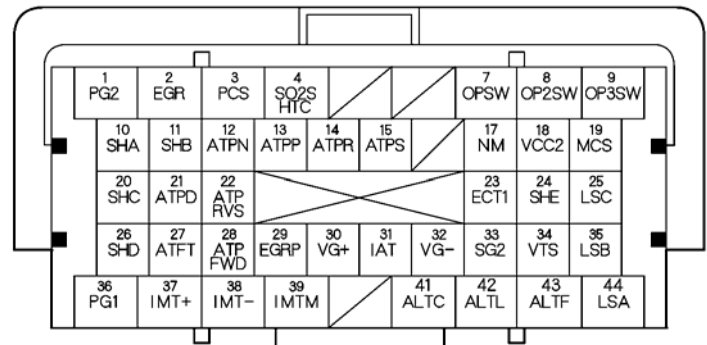 1 2 3 4 7 8 9
PG2 EGR PCS SO2S HTC OPSW OP2SW OP3SW
10 11 12 13 14 15 17 18 19
SHA SHB ATPN ATPP ATPR ATPS NM VCC2 MCS
20 21 22 23 24 25
SHC ATPD ATP RVS ECT1 SHE LSC
26 27 28 29 30 31 32 33 34 35
SHD ATFT ATP FWD EGRP VG+ IAT VG- SG2 VTS LSB
36 37 38 39 41 42 43 44
PG1 IMT+ IMT- IMTM ALTC ALTL ALTF LSA